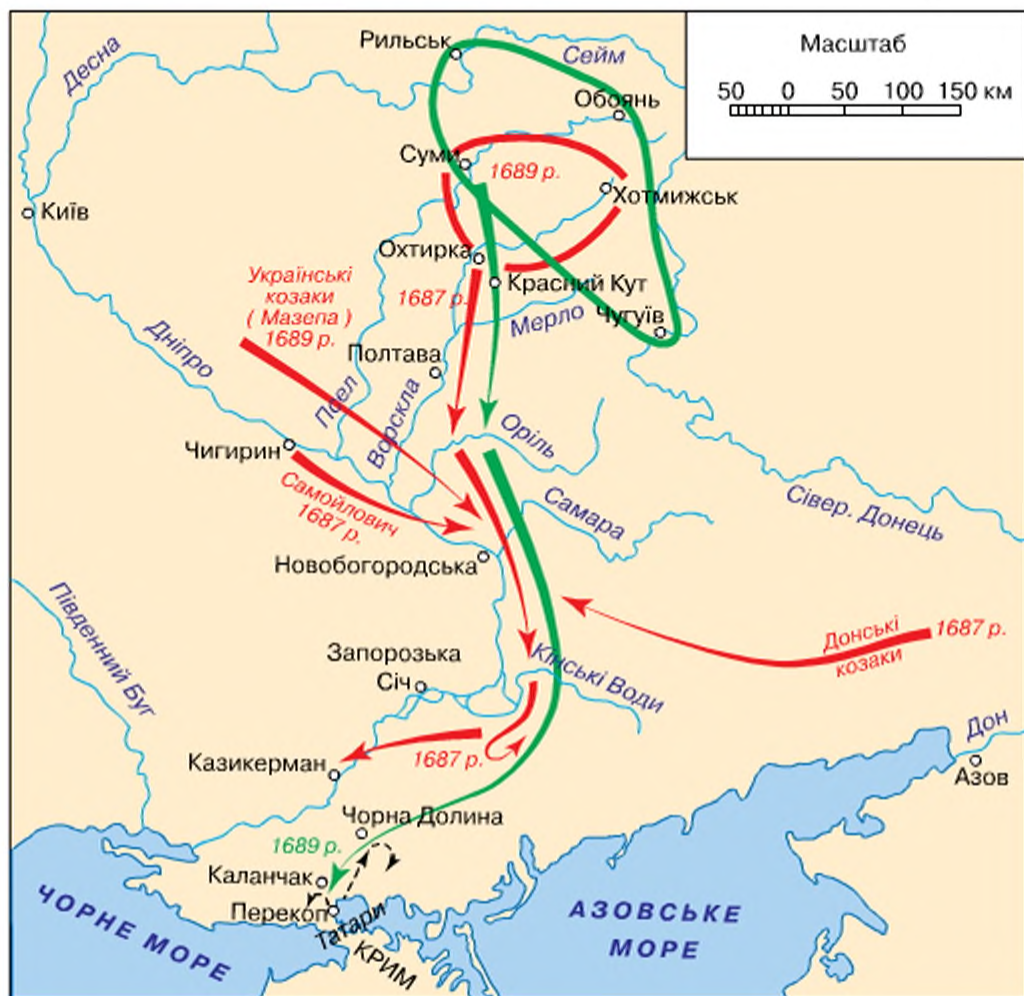 Масштаб
50 0 50 100 150 км
Рильськ
Сейм
Десна
Обоянь
Суми
1689 р.
Хотмижськ
Київ
Охтирка
Українські
козаки
( Мазепа )
1689 р.
1687 р.
Красний Кут
Мерло
Чугуїв
Дніпро
Полтава
Псел
Ворскла
Оріль
Чигирин
Самойлович
1687 р.
Самара
Сівер. Донець
Новобогородська
Південний Буг
Донські
козаки
1687 р.
Запорозька
Січ
Кінські Води
Дон
Азов
Казикерман
1687 р.
Чорна Долина
1689 р.
Каланчак
Перекоп
Татари
КРИМ
ЧОРНЕ МОРЕ
АЗОВСЬКЕ
МОРЕ